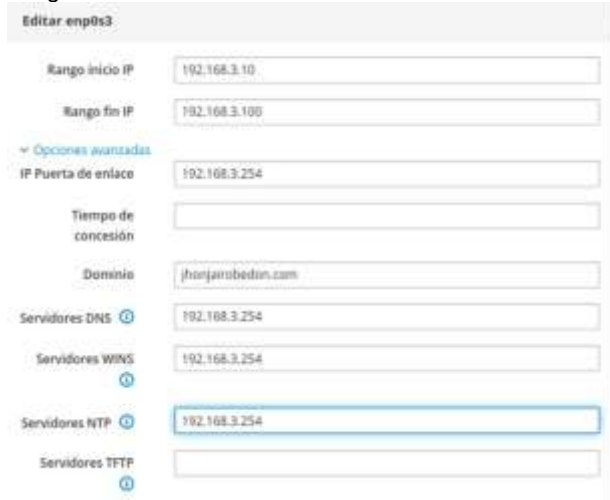 Editar enp0s3
Rango inicio IP 192.168.3.10
Rango fin IP 192.168.3.100
Opciones avanzadas
IP Puerta de enlace 192.168.3.254
Tiempo de
concesión
Dominio jhonjairobedon.com
Servidores DNS 192.168.3.254
Servidores WINS 192.168.3.254
Servidores NTP 192.168.3.254
Servidores TFTP